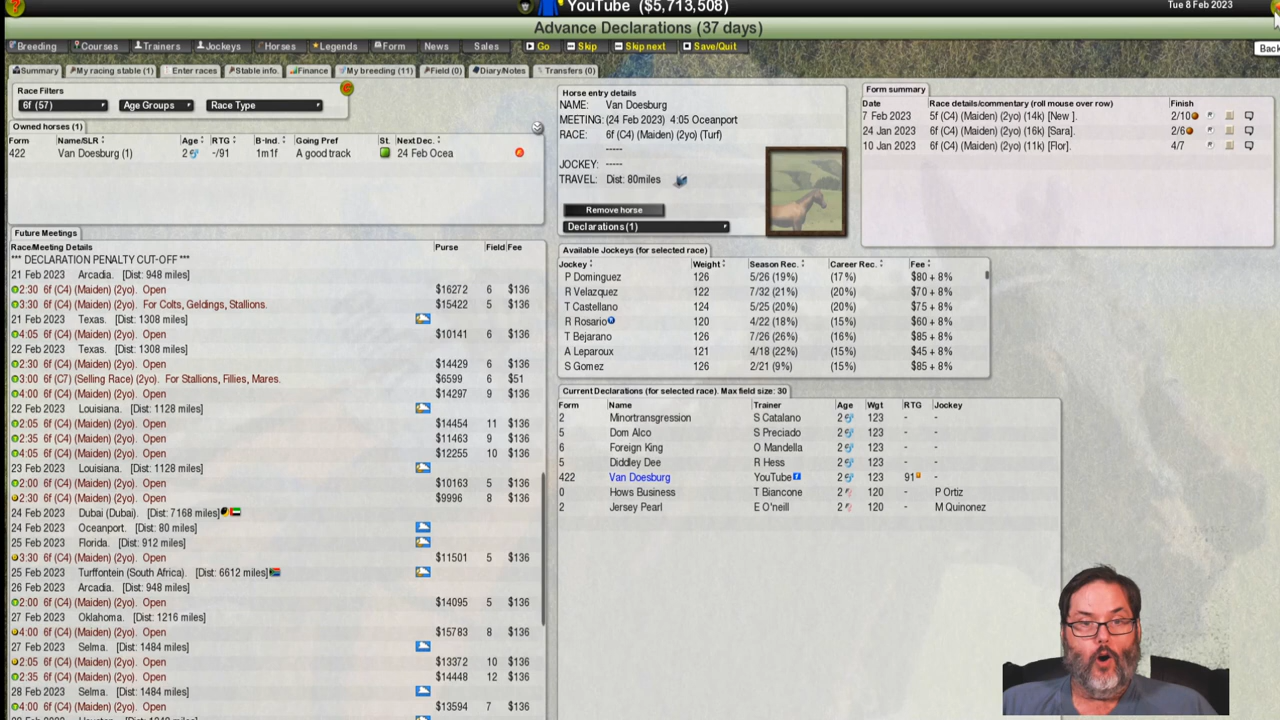 YouTube ($5,713,508)
Tue 8 Feb 2023
Advance Declarations (37 days)
Breeding Courses Trainers Jockeys Horses Legends Form News Sales Go Skip Skip next Save/Quit
Back
Summary My racing stable (1) Enter races Stable info. Finance My breeding (11) Field (0) Diary/Notes Transfers (0)
Race Filters
6f (57) Age Groups Race Type
Owned horses (1)
Form Name/SLR Age RTG B-Ind. Going Pref St. Next Dec.
422 Van Doesburg (1) 2 -/91 1m1f A good track 24 Feb Ocea
Future Meetings
Race/Meeting Details Purse Field Fee
*** DECLARATION PENALTY CUT-OFF ***
21 Feb 2023 Arcadia. [Dist: 948 miles]
2:30 6f (C4) (Maiden) (2yo). Open $16272 6 $136
3:30 6f (C4) (Maiden) (2yo). For Colts, Geldings, Stallions. $15422 5 $136
21 Feb 2023 Texas. [Dist: 1308 miles]
4:05 6f (C4) (Maiden) (2yo). Open $10141 6 $136
22 Feb 2023 Texas. [Dist: 1308 miles]
2:30 6f (C4) (Maiden) (2yo). Open $14429 6 $136
3:00 6f (C7) (Selling Race) (2yo). For Stallions, Fillies, Mares. $6599 6 $51
4:00 6f (C4) (Maiden) (2yo). Open $14297 9 $136
22 Feb 2023 Louisiana. [Dist: 1128 miles]
2:05 6f (C4) (Maiden) (2yo). Open $14454 11 $136
2:35 6f (C4) (Maiden) (2yo). Open $11463 9 $136
4:05 6f (C4) (Maiden) (2yo). Open $12255 10 $136
23 Feb 2023 Louisiana. [Dist: 1128 miles]
2:00 6f (C4) (Maiden) (2yo). Open $10163 5 $136
2:30 6f (C4) (Maiden) (2yo). Open $9996 8 $136
24 Feb 2023 Dubai (Dubai). [Dist: 7168 miles]
24 Feb 2023 Oceanport. [Dist: 80 miles]
25 Feb 2023 Florida. [Dist: 912 miles]
3:30 6f (C4) (Maiden) (2yo). Open $11501 5 $136
25 Feb 2023 Turffontein (South Africa). [Dist: 6612 miles]
26 Feb 2023 Arcadia. [Dist: 948 miles]
2:00 6f (C4) (Maiden) (2yo). Open $14095 5 $136
27 Feb 2023 Oklahoma. [Dist: 1216 miles]
4:00 6f (C4) (Maiden) (2yo). Open $15783 8 $136
27 Feb 2023 Selma. [Dist: 1484 miles]
2:05 6f (C4) (Maiden) (2yo). Open $13372 10 $136
2:35 6f (C4) (Maiden) (2yo). Open $14448 12 $136
28 Feb 2023 Selma. [Dist: 1484 miles]
4:00 6f (C4) (Maiden) (2yo). Open $13594 7 $136
Horse entry details
NAME: Van Doesburg
MEETING: (24 Feb 2023) 4:05 Oceanport
RACE: 6f (C4) (Maiden) (2yo) (Turf)
-----
JOCKEY: -----
TRAVEL: Dist: 80miles
Remove horse
Declarations (1)
Form summary
Date Race details/commentary (roll mouse over row) Finish
7 Feb 2023 5f (C4) (Maiden) (2yo) (14k) [New ]. 2/10
24 Jan 2023 6f (C4) (Maiden) (2yo) (16k) [Sara]. 2/6
10 Jan 2023 6f (C4) (Maiden) (2yo) (11k) [Flor]. 4/7
Available Jockeys (for selected race)
Jockey Weight Season Rec. Career Rec. Fee
P Dominguez 126 5/26 (19%) (17%) $80 + 8%
R Velazquez 122 7/32 (21%) (20%) $70 + 8%
T Castellano 124 5/25 (20%) (20%) $75 + 8%
R Rosario 120 4/22 (18%) (15%) $60 + 8%
T Bejarano 126 7/26 (26%) (16%) $85 + 8%
A Leparoux 121 4/18 (22%) (15%) $45 + 8%
S Gomez 126 2/21 (9%) (15%) $85 + 8%
Current Declarations (for selected race). Max field size: 30
Form Name Trainer Age Wgt RTG Jockey
2 Minortransgression S Catalano 2 123 - -
5 Dom Alco S Preciado 2 123 - -
6 Foreign King O Mandella 2 123 - -
5 Diddley Dee R Hess 2 123 - -
422 Van Doesburg YouTube 2 123 91 -
0 Hows Business T Biancone 2 120 - P Ortiz
2 Jersey Pearl E O'neill 2 120 - M Quinonez